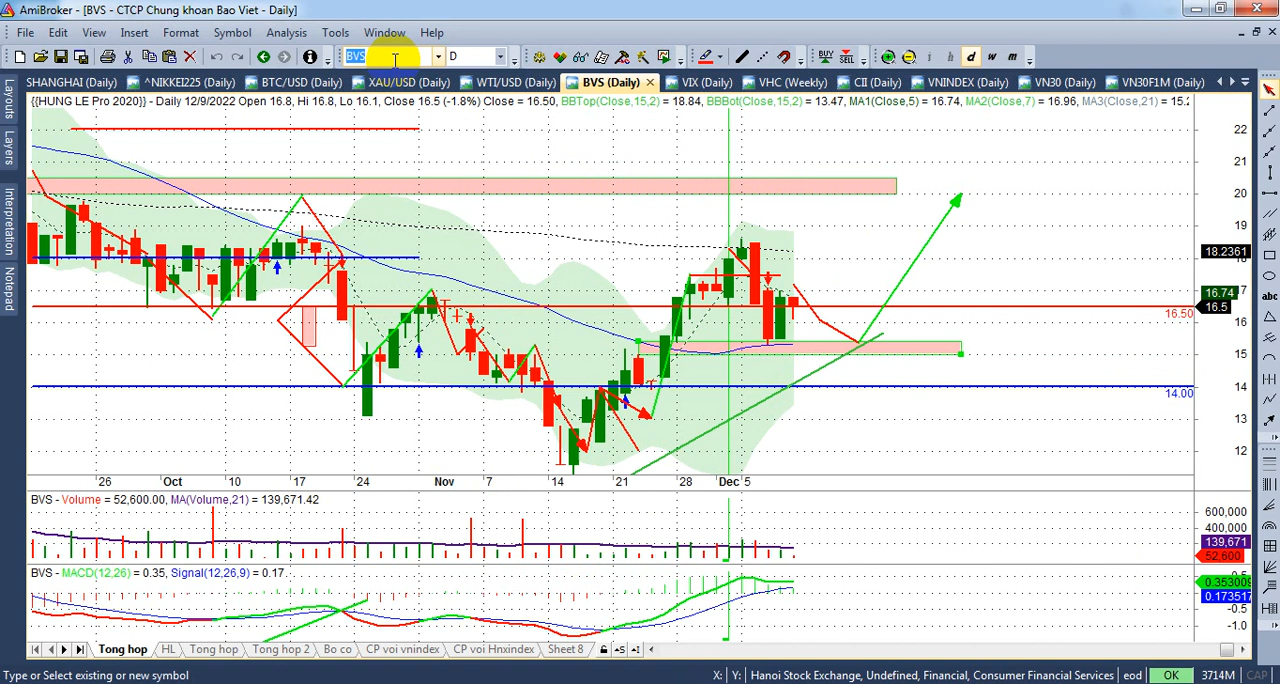 AmiBroker - [BVS - CTCP Chung khoan Bao Viet - Daily]
File Edit View Insert Format Symbol Analysis Tools Window Help
BVS D BUY SELL i h d w m
SHANGHAI (Daily) ^NIKKEI225 (Daily) BTC/USD (Daily) XAU/USD (Daily) WTI/USD (Daily) BVS (Daily) VIX (Daily) VHC (Weekly) CII (Daily) VNINDEX (Daily) VN30 (Daily) VN30F1M (Daily)
Layouts
Layers
Interpretation
Notepad
{{HUNG LE Pro 2020}} - Daily 12/9/2022 Open 16.8, Hi 16.8, Lo 16.1, Close 16.5 (-1.8%) Close = 16.50, BBTop(Close,15,2) = 18.84, BBBot(Close,15,2) = 13.47, MA1(Close,5) = 16.74, MA2(Close,7) = 16.96, MA3(Close,21) = 15.2
22
21
20
19
18.2361
18
17
16.74
16.5
16.50
16
15
14
14.00
13
12
abc
26 Oct 10 17 24 Nov 7 14 21 28 Dec 5
BVS - Volume = 52,600.00, MA(Volume,21) = 139,671.42
600,000
400,000
139,671
52,600
BVS - MACD(12,26) = 0.35, Signal(12,26,9) = 0.17
0.353009
0.173517
-0.5
-1.0
Tong hop HL Tong hop Tong hop 2 Bo co CP voi vnindex CP voi Hnxindex Sheet 8
Type or Select existing or new symbol X: Y: Hanoi Stock Exchange, Undefined, Financial, Consumer Financial Services eod OK 3714M CAP